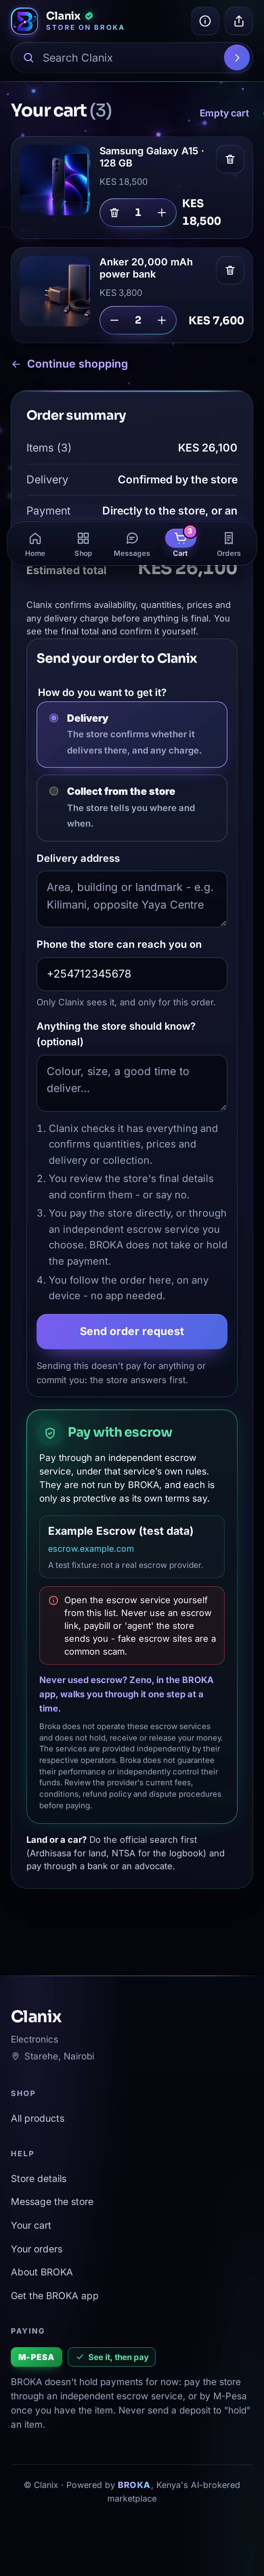 Clanix
STORE ON BROKA
Search Clanix
Your cart (3)
Empty cart
Samsung Galaxy A15 ·
128 GB
KES 18,500
1
KES
18,500
Anker 20,000 mAh
power bank
KES 3,800
2
KES 7,600
Continue shopping
Order summary
Items (3)
KES 26,100
Delivery
Confirmed by the store
Payment
Directly to the store, or an
3
Home
Shop
Messages
Cart
Orders
Estimated total
KES 26,100
Clanix confirms availability, quantities, prices and
any delivery charge before anything is final. You
see the final total and confirm it yourself.
Send your order to Clanix
How do you want to get it?
Delivery
The store confirms whether it
delivers there, and any charge.
Collect from the store
The store tells you where and
when.
Delivery address
Area, building or landmark - e.g.
Kilimani, opposite Yaya Centre
Phone the store can reach you on
+254712345678
Only Clanix sees it, and only for this order.
Anything the store should know?
(optional)
Colour, size, a good time to
deliver...
1. Clanix checks it has everything and
confirms quantities, prices and
delivery or collection.
2. You review the store's final details
and confirm them - or say no.
3. You pay the store directly, or through
an independent escrow service you
choose. BROKA does not take or hold
the payment.
4. You follow the order here, on any
device - no app needed.
Send order request
Sending this doesn't pay for anything or
commit you: the store answers first.
Pay with escrow
Pay through an independent escrow
service, under that service's own rules.
They are not run by BROKA, and each is
only as protective as its own terms say.
Example Escrow (test data)
escrow.example.com
A test fixture: not a real escrow provider.
Open the escrow service yourself
from this list. Never use an escrow
link, paybill or 'agent' the store
sends you - fake escrow sites are a
common scam.
Never used escrow? Zeno, in the BROKA
app, walks you through it one step at a
time.
Broka does not operate these escrow services
and does not hold, receive or release your money.
The services are provided independently by their
respective operators. Broka does not guarantee
their performance or independently control their
funds. Review the provider's current fees,
conditions, refund policy and dispute procedures
before paying.
Land or a car? Do the official search first
(Ardhisasa for land, NTSA for the logbook) and
pay through a bank or an advocate.
Clanix
Electronics
Starehe, Nairobi
SHOP
All products
HELP
Store details
Message the store
Your cart
Your orders
About BROKA
Get the BROKA app
PAYING
M-PESA
See it, then pay
BROKA doesn't hold payments for now: pay the store
through an independent escrow service, or by M-Pesa
once you have the item. Never send a deposit to "hold"
an item.
© Clanix · Powered by BROKA, Kenya's AI-brokered
marketplace